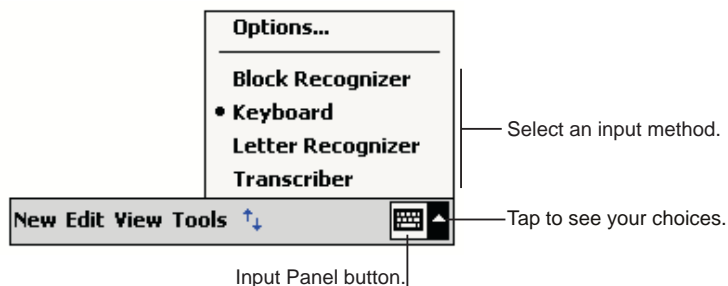 Options...
Block Recognizer
• Keyboard
Letter Recognizer
Transcriber
Select an input method.
New Edit View Tools
Tap to see your choices.
Input Panel button.